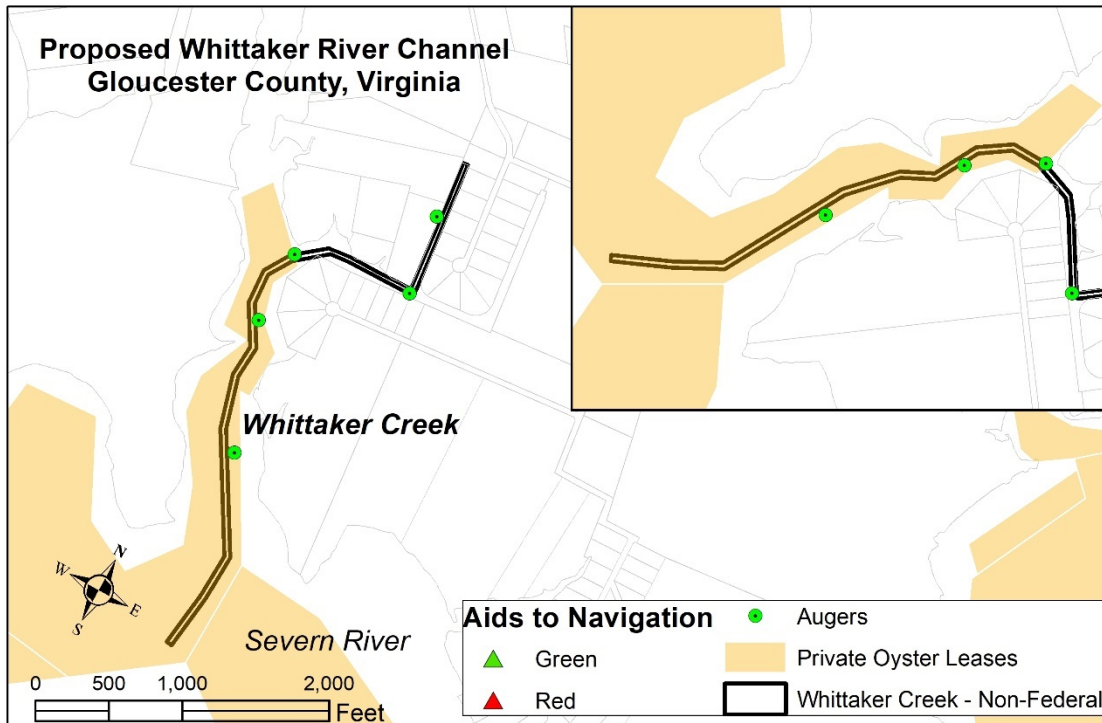 Proposed Whittaker River Channel
Gloucester County, Virginia
Whittaker Creek
N
W
E
S
Severn River
0 500 1,000 2,000
Feet
Aids to Navigation
Green
Red
Augers
Private Oyster Leases
Whittaker Creek - Non-Federal